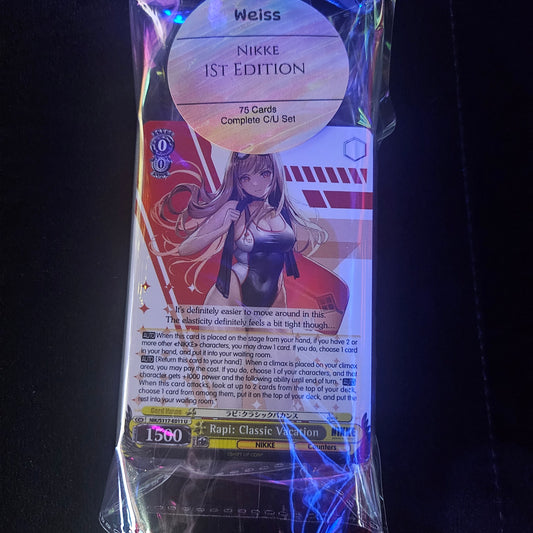 Weiss
NIKKE
1ST EDITION
75 Cards
Complete C/U Set
0
0
It's definitely easier to move around in this.
The elasticity definitely feels a bit tight though...
AUTO When this card is placed on the stage from your hand, if you have 2 or
more other «NIKKE» characters, you may draw 1 card. If you do, choose 1 card
in your hand, and put it into your waiting room.
AUTO [Return this card to your hand] When a climax is placed on your climax
area, you may pay the cost. If you do, choose 1 of your characters, and that
character gets +1000 power and the following ability until end of turn. "AUTO
When this card attacks, look at up to 2 cards from the top of your deck,
choose 1 card from among them, put it on the top of your deck, and put the
rest into your waiting room."
Card Name
ラピ:クラシックバカンス
1500
Rapi: Classic Vacation
NIKKE
NIKKE
Counters